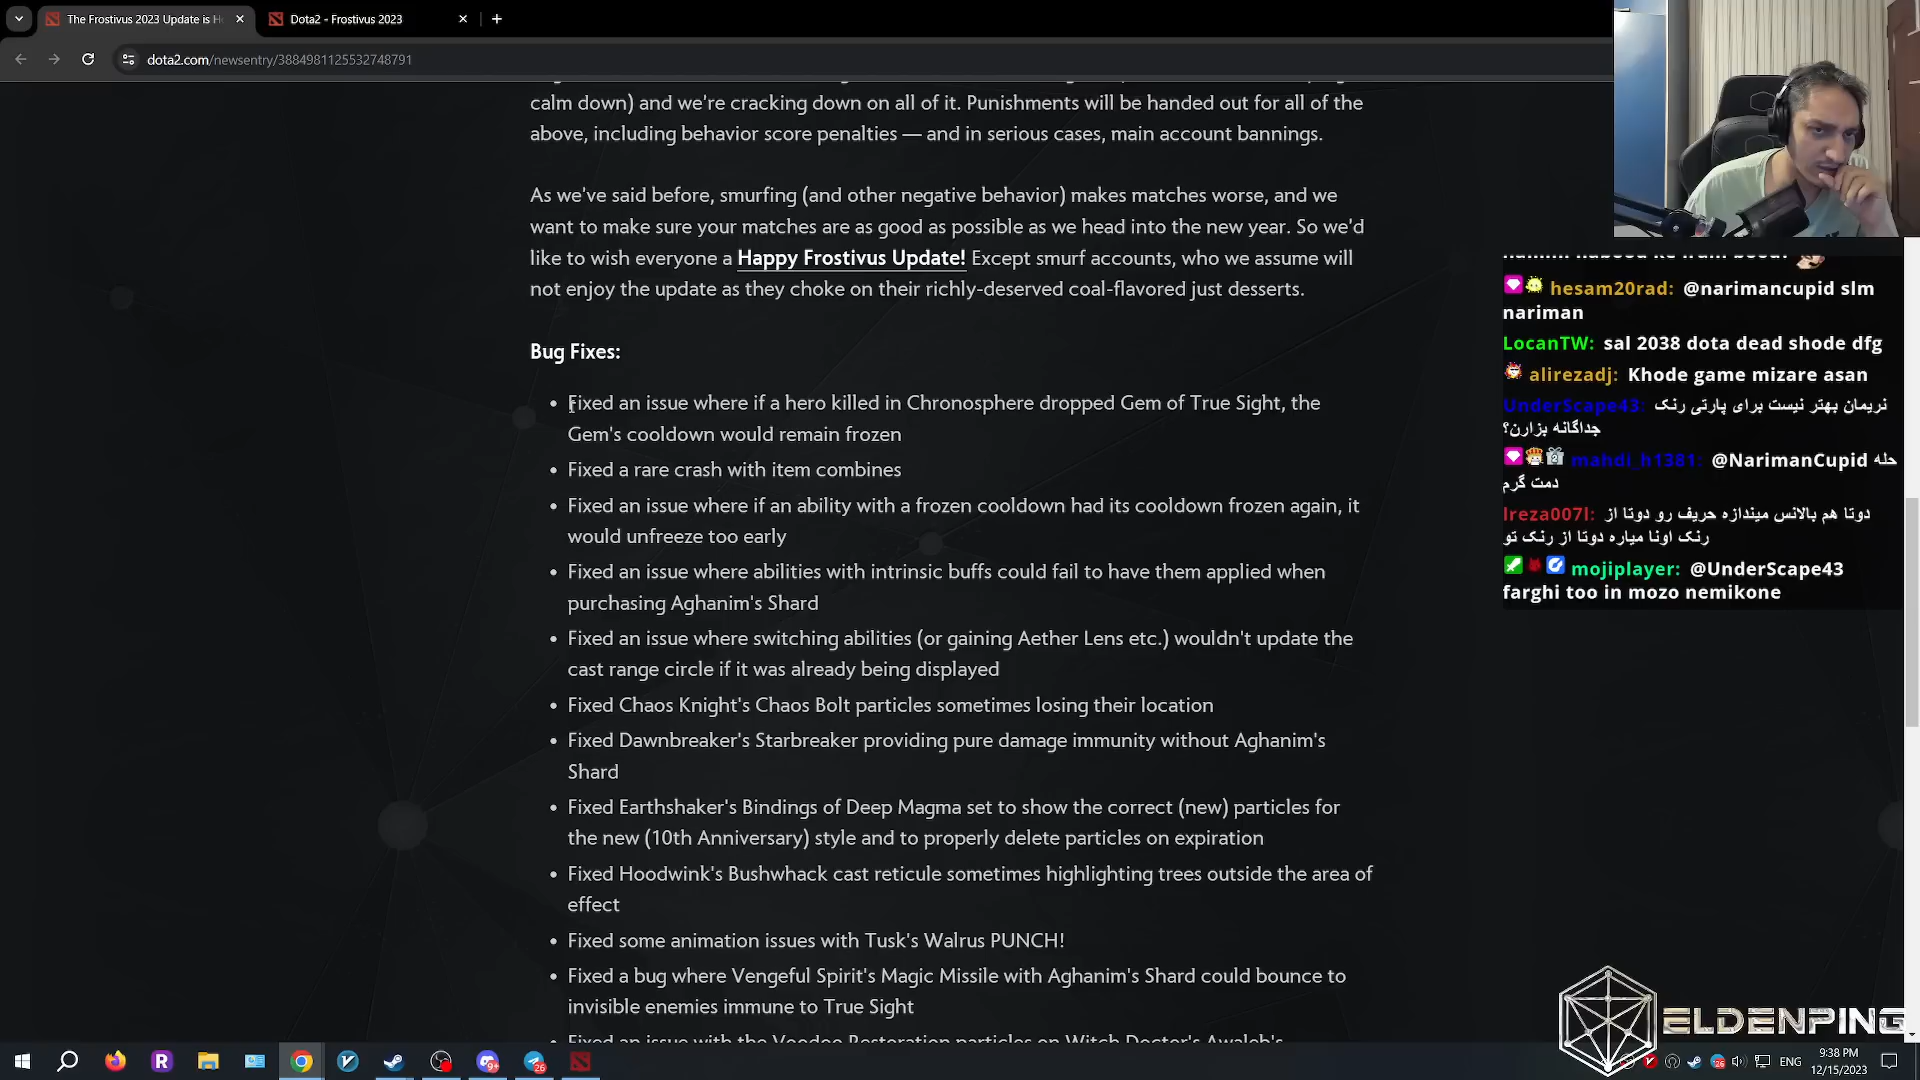 The Frostivus 2023 Update is H
Dota2 - Frostivus 2023
dota2.com/newsentry/3884981125532748791
calm down) and we're cracking down on all of it. Punishments will be handed out for all of the
above, including behavior score penalties — and in serious cases, main account bannings.
As we've said before, smurfing (and other negative behavior) makes matches worse, and we
want to make sure your matches are as good as possible as we head into the new year. So we'd
like to wish everyone a Happy Frostivus Update! Except smurf accounts, who we assume will
not enjoy the update as they choke on their richly-deserved coal-flavored just desserts.
Bug Fixes:
• Fixed an issue where if a hero killed in Chronosphere dropped Gem of True Sight, the
Gem's cooldown would remain frozen
• Fixed a rare crash with item combines
• Fixed an issue where if an ability with a frozen cooldown had its cooldown frozen again, it
would unfreeze too early
• Fixed an issue where abilities with intrinsic buffs could fail to have them applied when
purchasing Aghanim's Shard
• Fixed an issue where switching abilities (or gaining Aether Lens etc.) wouldn't update the
cast range circle if it was already being displayed
• Fixed Chaos Knight's Chaos Bolt particles sometimes losing their location
• Fixed Dawnbreaker's Starbreaker providing pure damage immunity without Aghanim's
Shard
• Fixed Earthshaker's Bindings of Deep Magma set to show the correct (new) particles for
the new (10th Anniversary) style and to properly delete particles on expiration
• Fixed Hoodwink's Bushwhack cast reticule sometimes highlighting trees outside the area of
effect
• Fixed some animation issues with Tusk's Walrus PUNCH!
• Fixed a bug where Vengeful Spirit's Magic Missile with Aghanim's Shard could bounce to
invisible enemies immune to True Sight
Fixed an issue with the Voodoo Restoration particles on Witch Doctor's Awaleb's
hesam20rad: @narimancupid slm
nariman
LocanTW: sal 2038 dota dead shode dfg
alirezadj: Khode game mizare asan
UnderScape43: نریمان بهتر نیست برای پارتی رنک
جداگانه بزارن؟
mahdi_h1381: @NarimanCupid حله
دمت گرم
Ireza007I: دوتا هم بالانس میندازه حریف رو دوتا از
رنک اونا میاره دوتا از رنک تو
mojiplayer: @UnderScape43
farghi too in mozo nemikone
ELDENPING
ENG
9:38 PM
12/15/2023